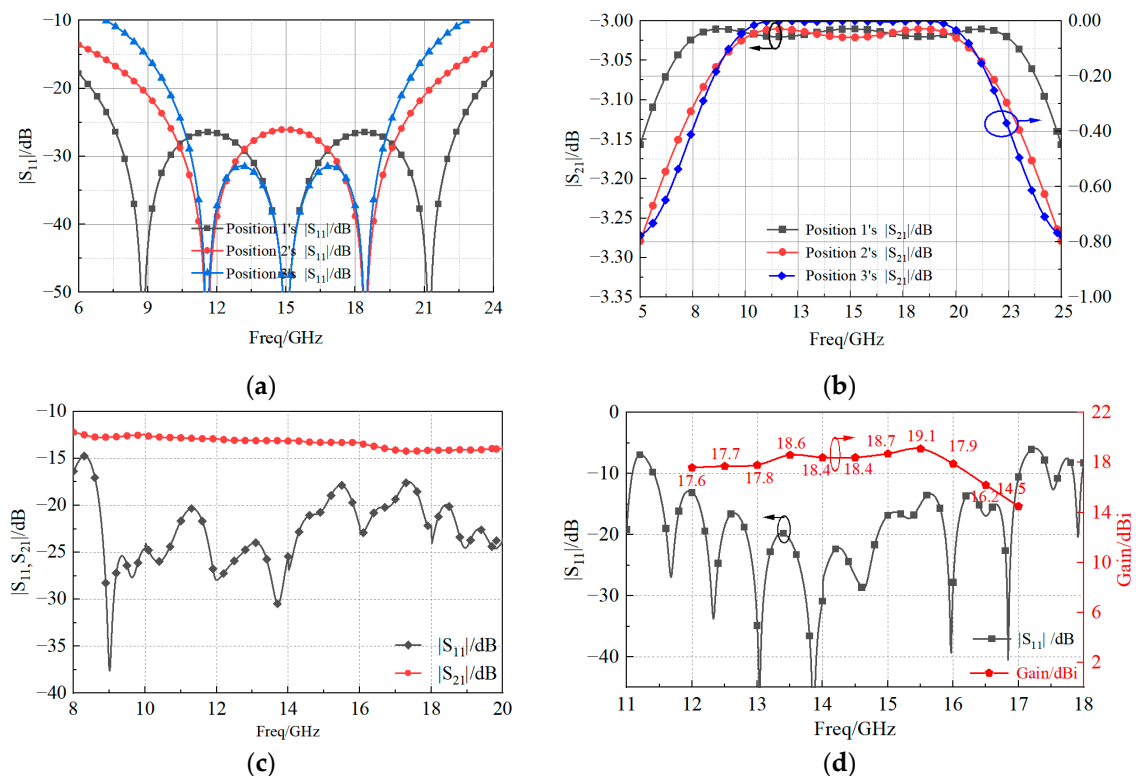 −10
−20
−30
−40
−50
|S11|/dB
Position 1's |S11|/dB
Position 2's |S11|/dB
Position 3's |S11|/dB
6 9 12 15 18 21 24
Freq/GHz
(a)
−3.00
−3.05
−3.10
−3.15
−3.20
−3.25
−3.30
−3.35
|S21|/dB
0.00
−0.20
−0.40
−0.60
−0.80
−1.00
Position 1's |S21|/dB
Position 2's |S21|/dB
Position 3's |S21|/dB
5 8 10 13 15 18 20 23 25
Freq/GHz
(b)
−10
−15
−20
−25
−30
−35
−40
|S11,S21|/dB
|S11|/dB
|S21|/dB
8 10 12 14 16 18 20
Freq/GHz
(c)
0
−10
−20
−30
−40
|S11|/dB
22
18
14
10
6
2
Gain/dBi
17.6 17.7 17.8 18.6 18.4 18.4 18.7 19.1 17.9 16.2 14.5
|S11| /dB
Gain/dBi
11 12 13 14 15 16 17 18
Freq/GHz
(d)